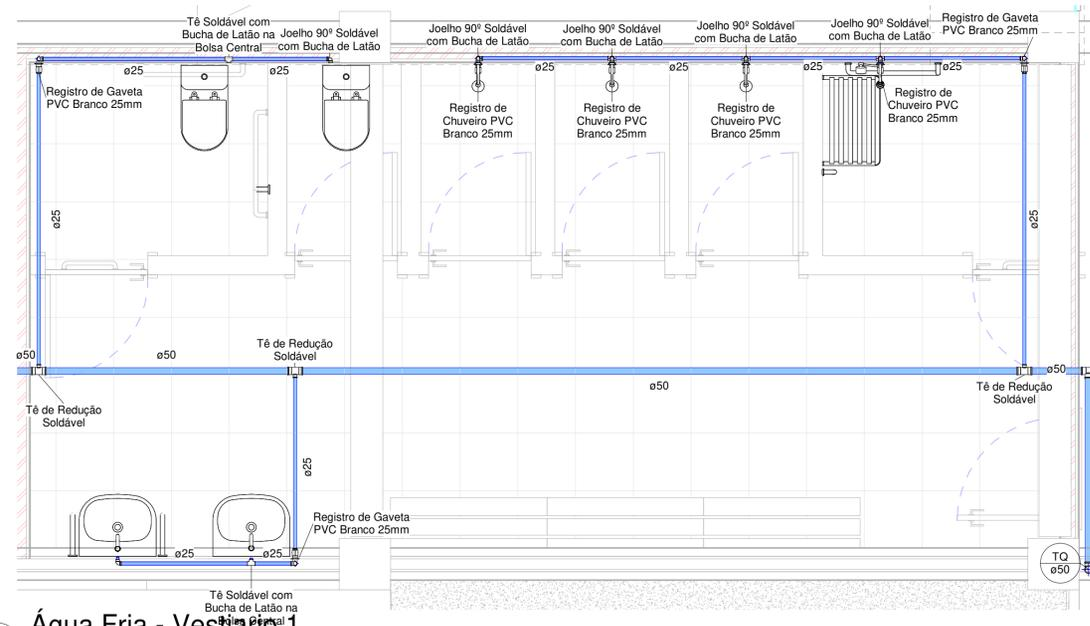 Tê Soldável com
Bucha de Latão na
Bolsa Central
Joelho 90º Soldável
com Bucha de Latão
Joelho 90º Soldável
com Bucha de Latão
Joelho 90º Soldável
com Bucha de Latão
Joelho 90º Soldável
com Bucha de Latão
Joelho 90º Soldável
com Bucha de Latão
Registro de Gaveta
PVC Branco 25mm
ø25
ø25
ø25
ø25
ø25
ø25
Registro de Gaveta
PVC Branco 25mm
Registro de
Chuveiro PVC
Branco 25mm
Registro de
Chuveiro PVC
Branco 25mm
Registro de
Chuveiro PVC
Branco 25mm
Registro de
Chuveiro PVC
Branco 25mm
ø25
ø25
ø50
ø50
Tê de Redução
Soldável
ø50
ø50
Tê de Redução
Soldável
Tê de Redução
Soldável
ø25
Registro de Gaveta
PVC Branco 25mm
ø25
ø25
TQ
ø50
Tê Soldável com
Bucha de Latão na
Bolsa Central
Água Fria - Vestiário 1